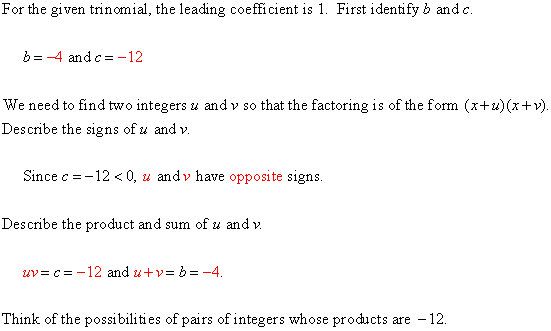 For the given trinomial, the leading coefficient is 1. First identify b and c.
b = −4 and c = −12
We need to find two integers u and v so that the factoring is of the form (x+u)(x+v).
Describe the signs of u and v.
Since c = −12 < 0, u and v have opposite signs.
Describe the product and sum of u and v.
uv = c = −12 and u + v = b = −4.
Think of the possibilities of pairs of integers whose products are −12.